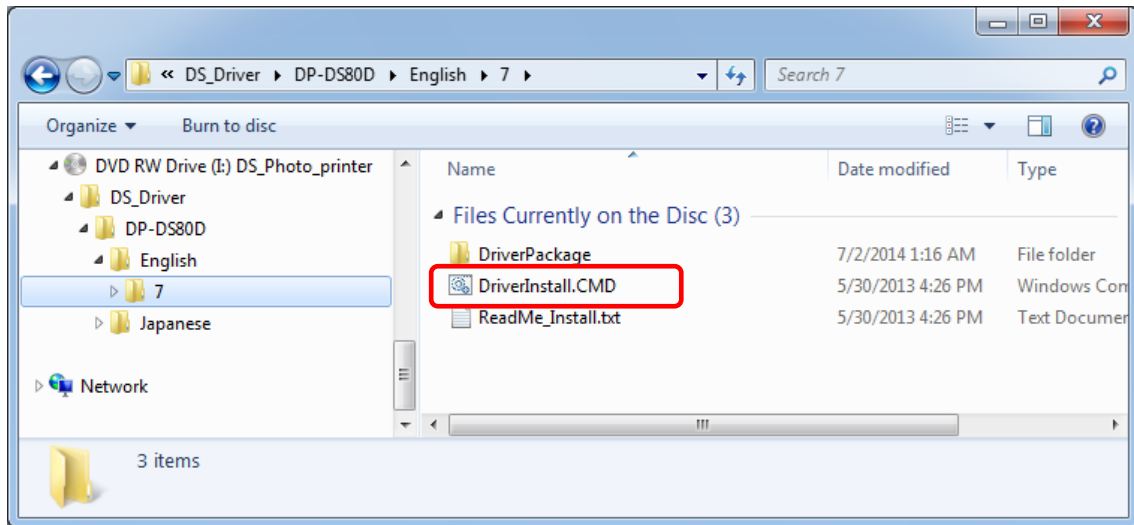 « DS_Driver ▸ DP-DS80D ▸ English ▸ 7 ▸
Search 7
Organize ▾ Burn to disc
DVD RW Drive (I:) DS_Photo_printer
DS_Driver
DP-DS80D
English
7
Japanese
Network
Name Date modified Type
Files Currently on the Disc (3)
DriverPackage 7/2/2014 1:16 AM File folder
DriverInstall.CMD 5/30/2013 4:26 PM Windows Com
ReadMe_Install.txt 5/30/2013 4:26 PM Text Documer
3 items